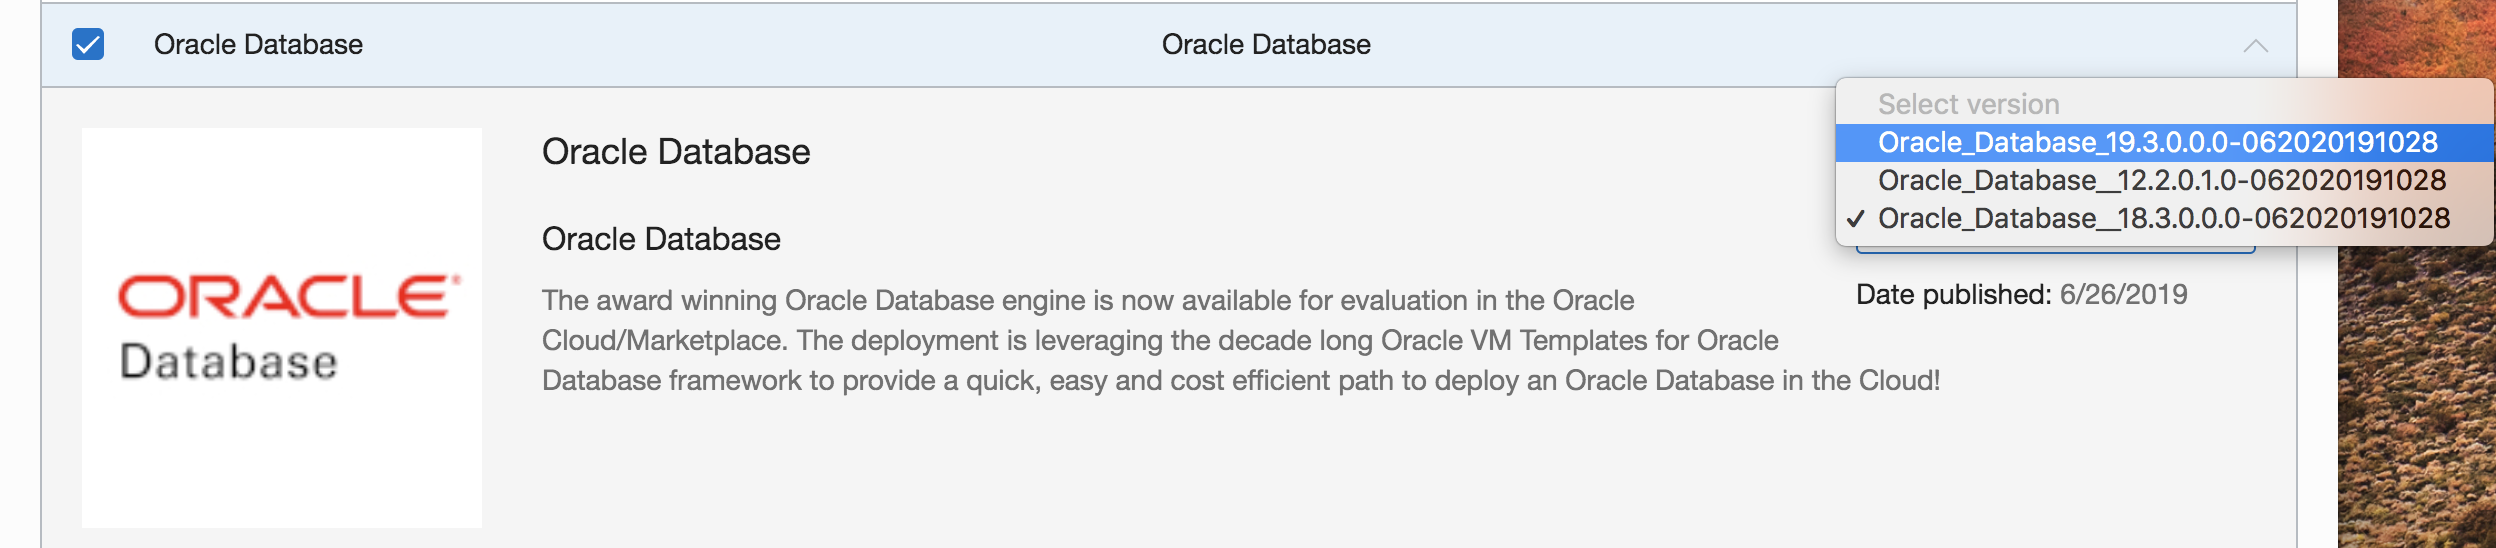 Oracle Database
Oracle Database
Select version
Oracle_Database_19.3.0.0.0-062020191028
Oracle_Database__12.2.0.1.0-062020191028
✓ Oracle_Database__18.3.0.0.0-062020191028
Date published: 6/26/2019
ORACLE®
Database
Oracle Database
Oracle Database
The award winning Oracle Database engine is now available for evaluation in the Oracle
Cloud/Marketplace. The deployment is leveraging the decade long Oracle VM Templates for Oracle
Database framework to provide a quick, easy and cost efficient path to deploy an Oracle Database in the Cloud!